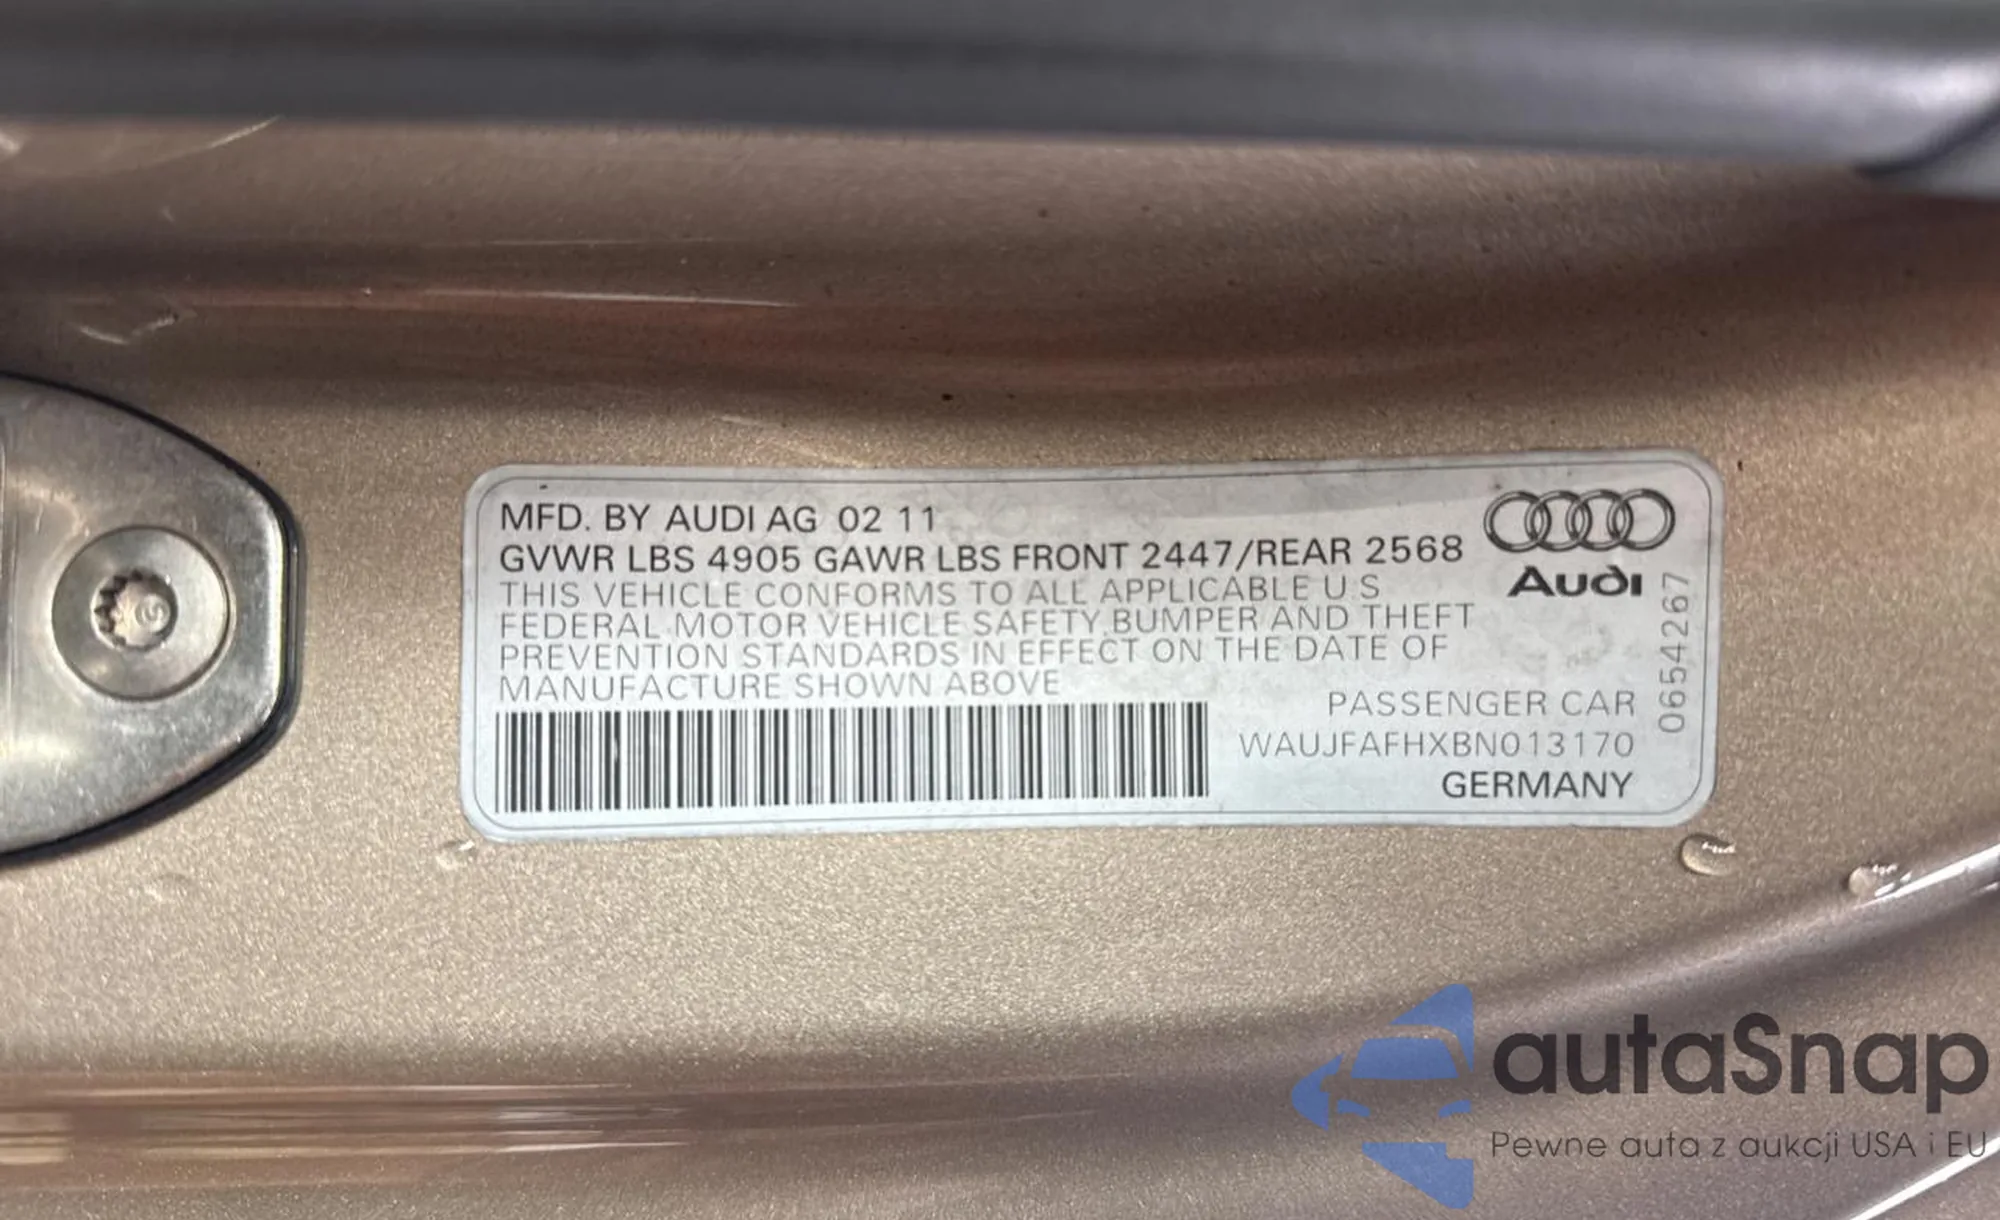 MFD. BY AUDI AG 02 11
GVWR LBS 4905 GAWR LBS FRONT 2447/REAR 2568
THIS VEHICLE CONFORMS TO ALL APPLICABLE U S
FEDERAL MOTOR VEHICLE SAFETY BUMPER AND THEFT
PREVENTION STANDARDS IN EFFECT ON THE DATE OF
MANUFACTURE SHOWN ABOVE
Audi
0654267
PASSENGER CAR
WAUJFAFHXBN013170
GERMANY
autaSnap
Pewne auta z aukcji USA i EU